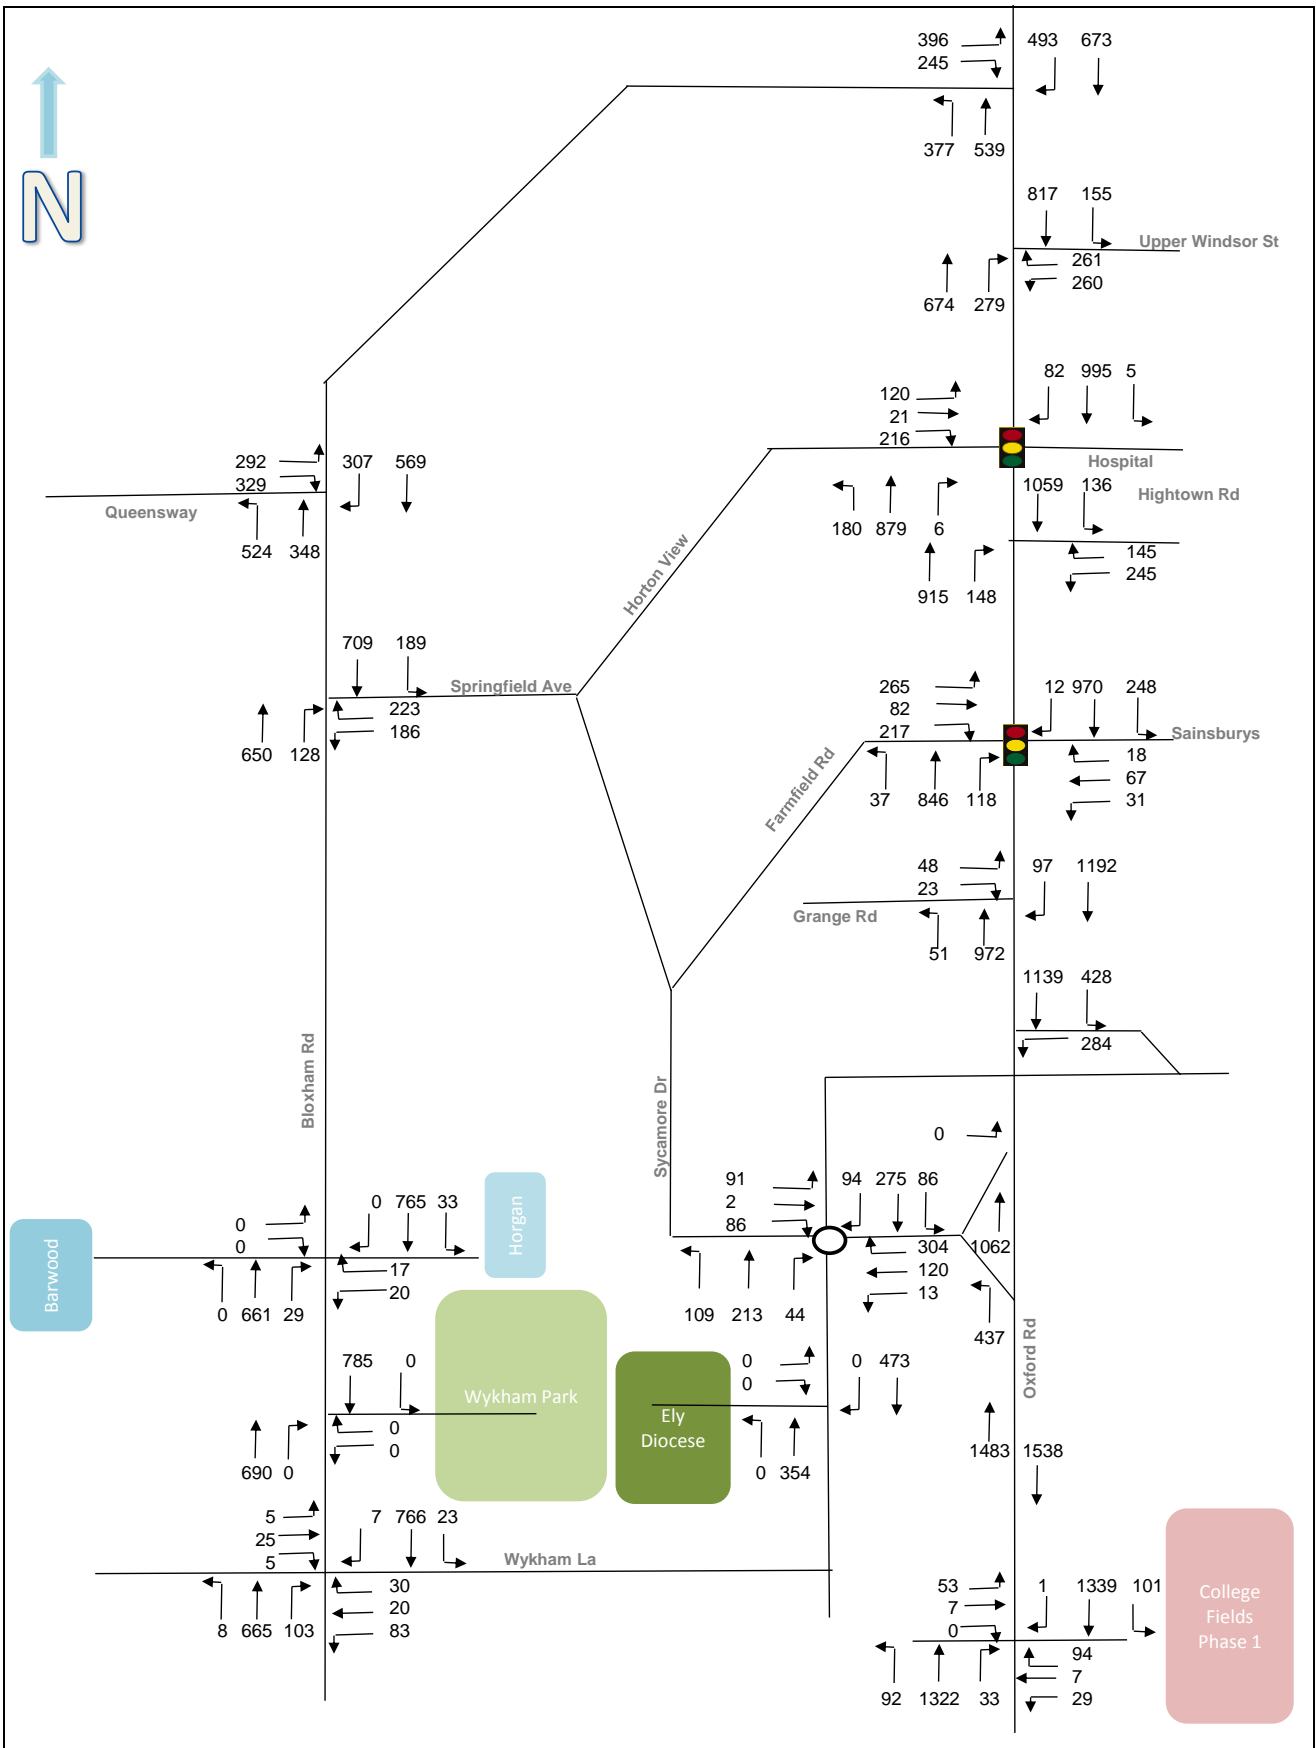 396 493 673
245
N
377 539
817 155
Upper Windsor St
261
260
674 279
82 995 5
120
21
216
Hospital
292 307 569
329
1059 136
Hightown Rd
Queensway
180 879 6
524 348
145
245
Horton View
915 148
709 189
Springfield Ave
223
186
650 128
265 12 970 248
82
217
Sainsburys
18
67
31
Farmfield Rd
37 846 118
48 97 1192
23
Grange Rd
51 972
1139 428
284
Bloxham Rd
Sycamore Dr
0
91 94 275 86
2
86
0 765 33
0
0
Horgan
Barwood
304 1062
120
13
17
20
0 661 29
109 213 44
437
Oxford Rd
785 0
0 0 473
0
Wykham Park
Ely
Diocese
0
0
690 0
0 354
1483 1538
5 7 766 23
25
5
Wykham La
30
20
83
8 665 103
53 1 1339 101
7
0
College
Fields
Phase 1
94
7
29
92 1322 33